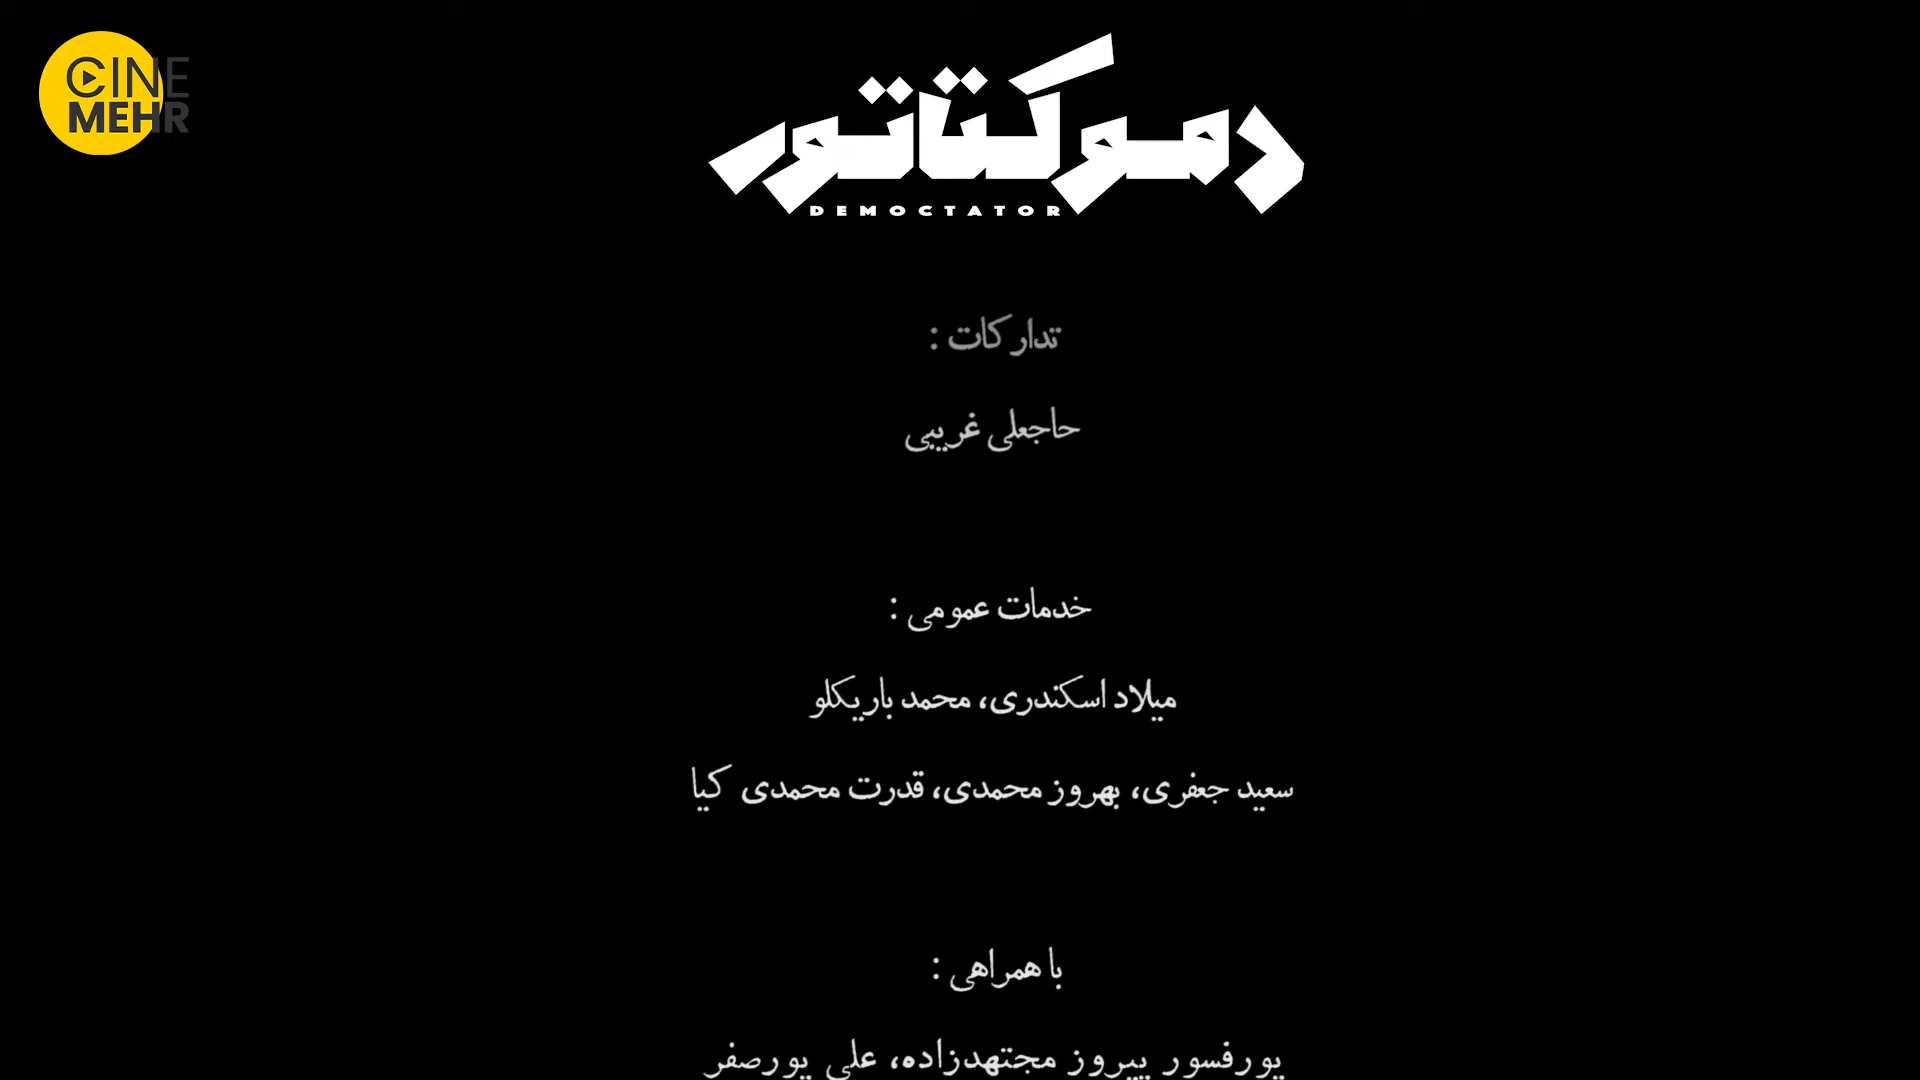 CINE
MEHR
دموکتاتور
DEMOCTATOR
تدارکات :
حاجعلی غریبی
خدمات عمومی :
میلاد اسکندری، محمد باریکلو
سعید جعفری، بهروز محمدی، قدرت محمدی کیا
با همراهی :
پورفسور پیروز مجتهدزاده، علی پورصفر